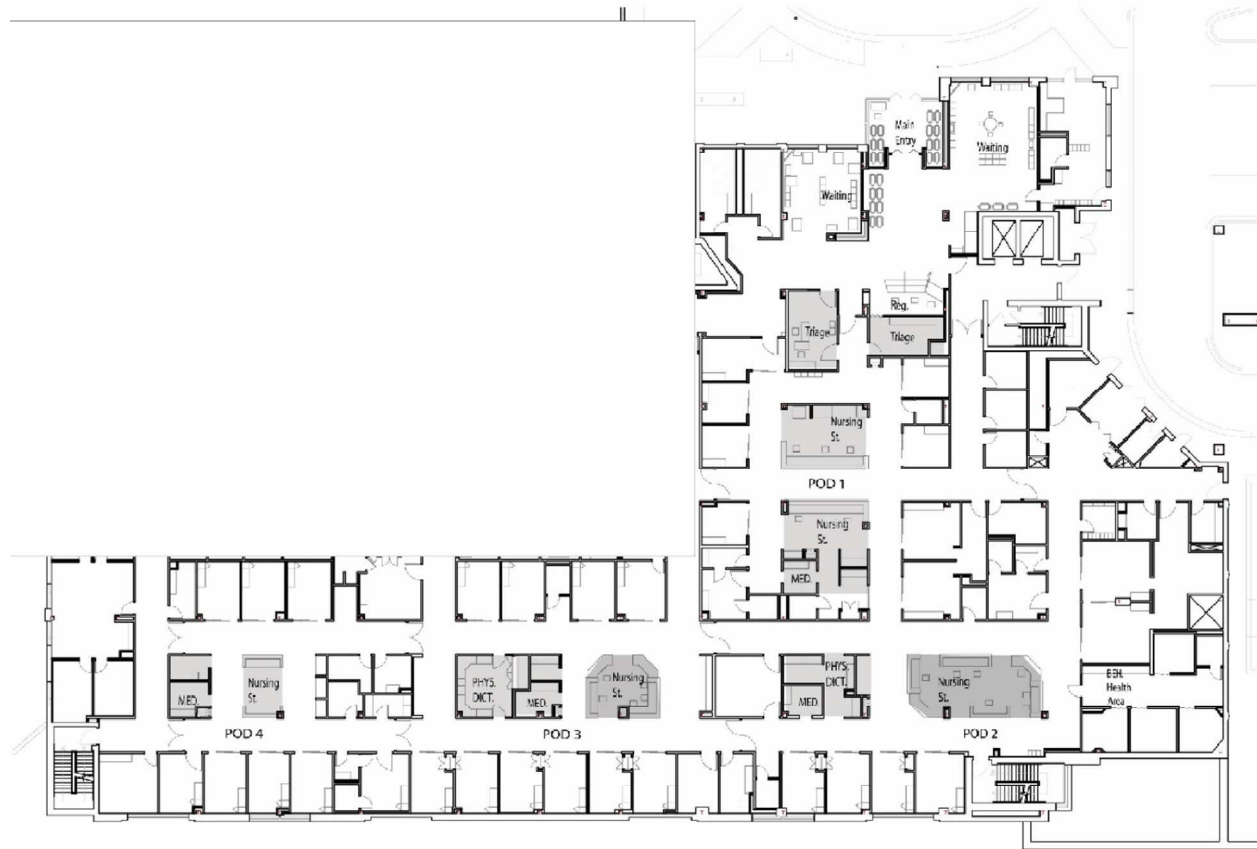 Main
Entry
Waiting
Waiting
Reg.
Triage
Triage
Nursing
St.
POD 1
Nursing
St.
MED.
PHYS.
DICT.
Nursing
St.
MED.
Nursing
St.
PHYS.
DICT.
MED.
Nursing
St.
MED.
BEH.
Health
Area
POD 4
POD 3
POD 2